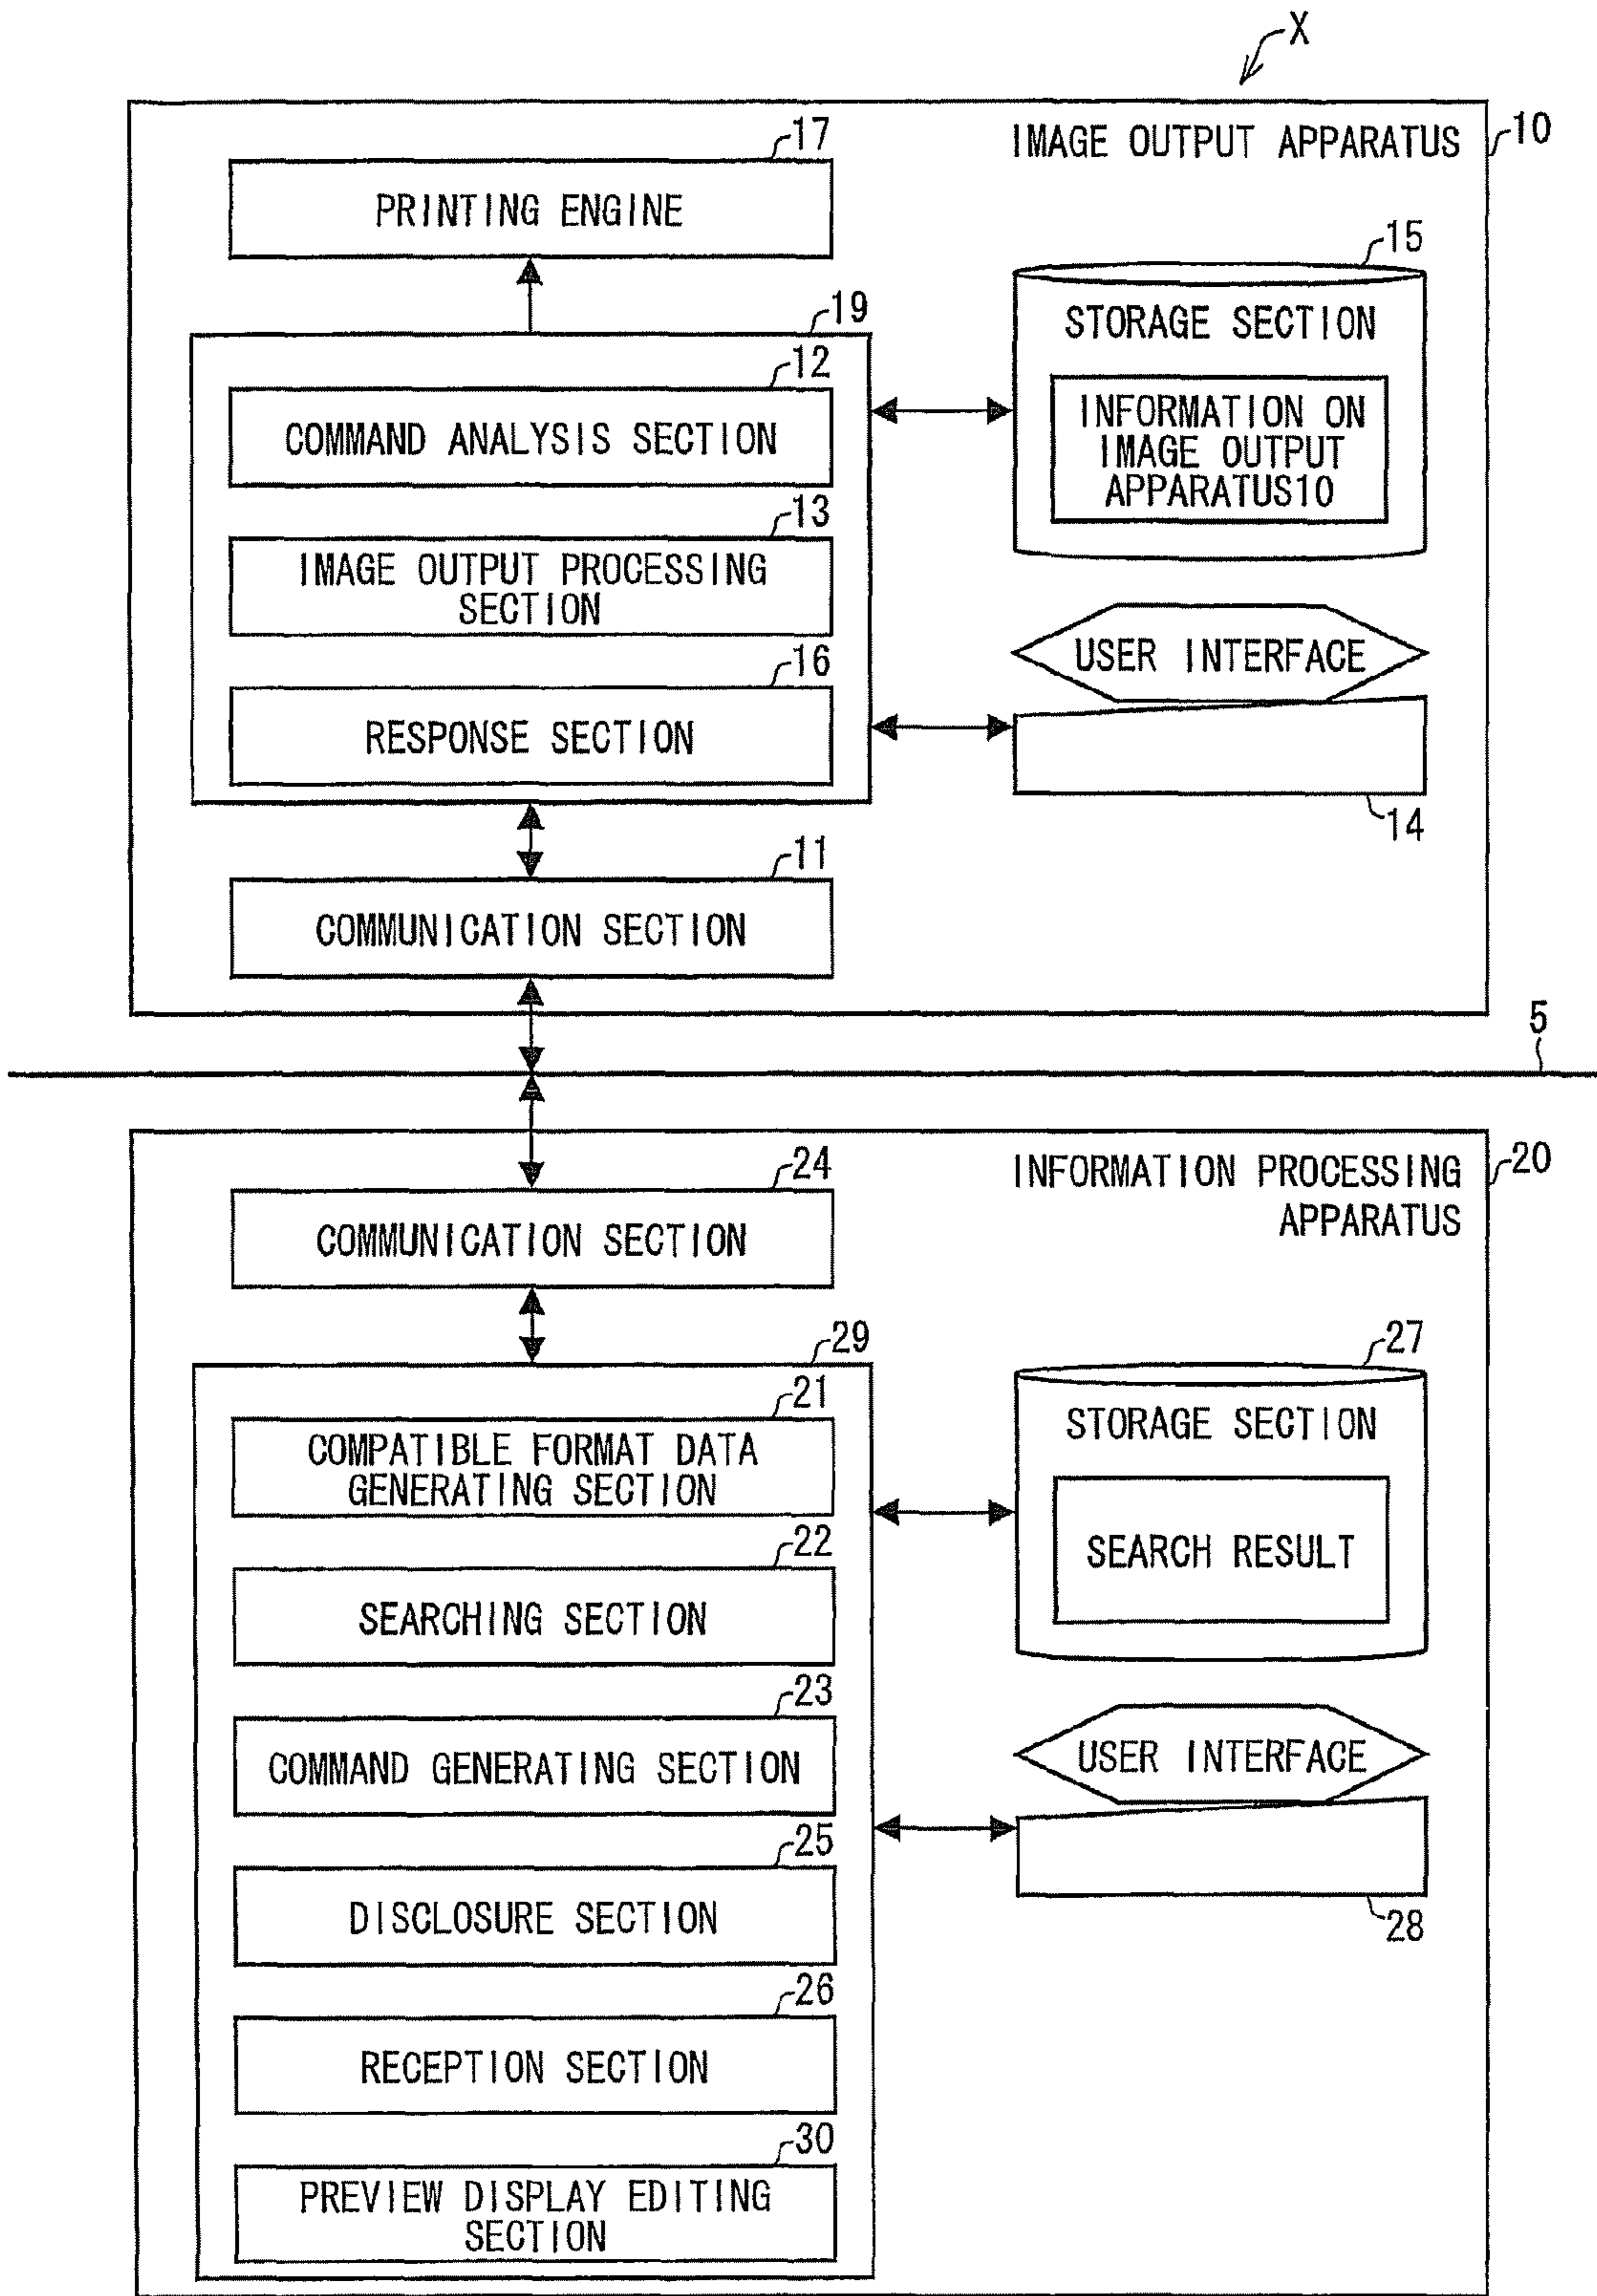 X
IMAGE OUTPUT APPARATUS
10
17
PRINTING ENGINE
15
STORAGE SECTION
INFORMATION ON
IMAGE OUTPUT
APPARATUS10
19
12
COMMAND ANALYSIS SECTION
13
IMAGE OUTPUT PROCESSING
SECTION
16
RESPONSE SECTION
USER INTERFACE
14
11
COMMUNICATION SECTION
5
INFORMATION PROCESSING
APPARATUS
20
24
COMMUNICATION SECTION
29
21
COMPATIBLE FORMAT DATA
GENERATING SECTION
27
STORAGE SECTION
SEARCH RESULT
22
SEARCHING SECTION
23
COMMAND GENERATING SECTION
USER INTERFACE
28
25
DISCLOSURE SECTION
26
RECEPTION SECTION
30
PREVIEW DISPLAY EDITING
SECTION